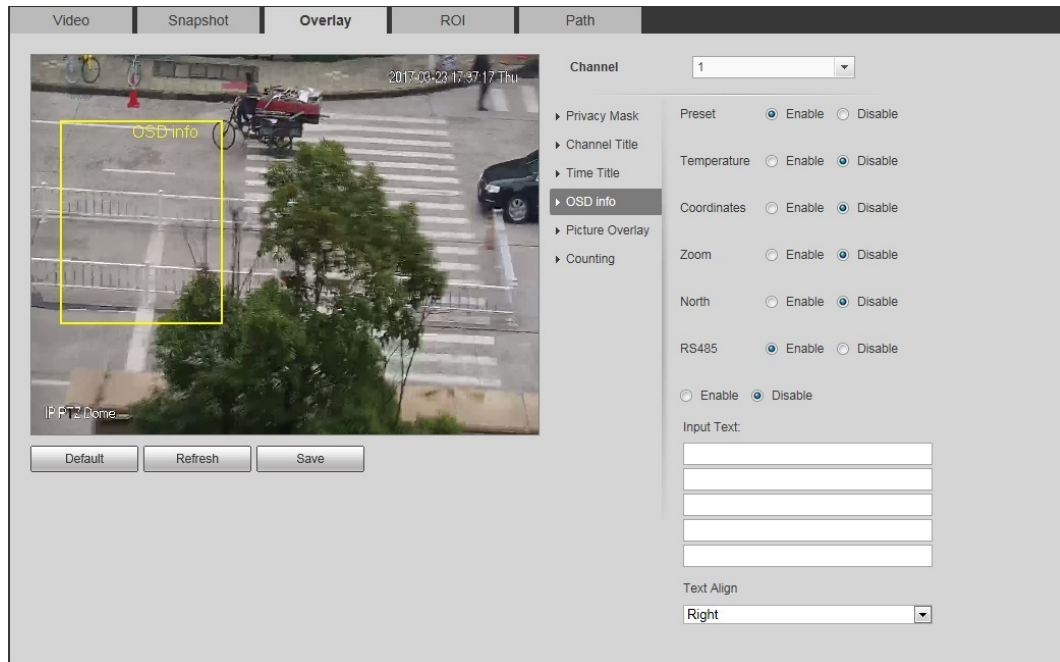 Video Snapshot Overlay ROI Path
2017-03-23 17:37:17 Thu
OSD info
IP PTZ Dome
Default Refresh Save
Channel 1
Privacy Mask
Channel Title
Time Title
OSD info
Picture Overlay
Counting
Preset Enable Disable
Temperature Enable Disable
Coordinates Enable Disable
Zoom Enable Disable
North Enable Disable
RS485 Enable Disable
Enable Disable
Input Text:
Text Align
Right